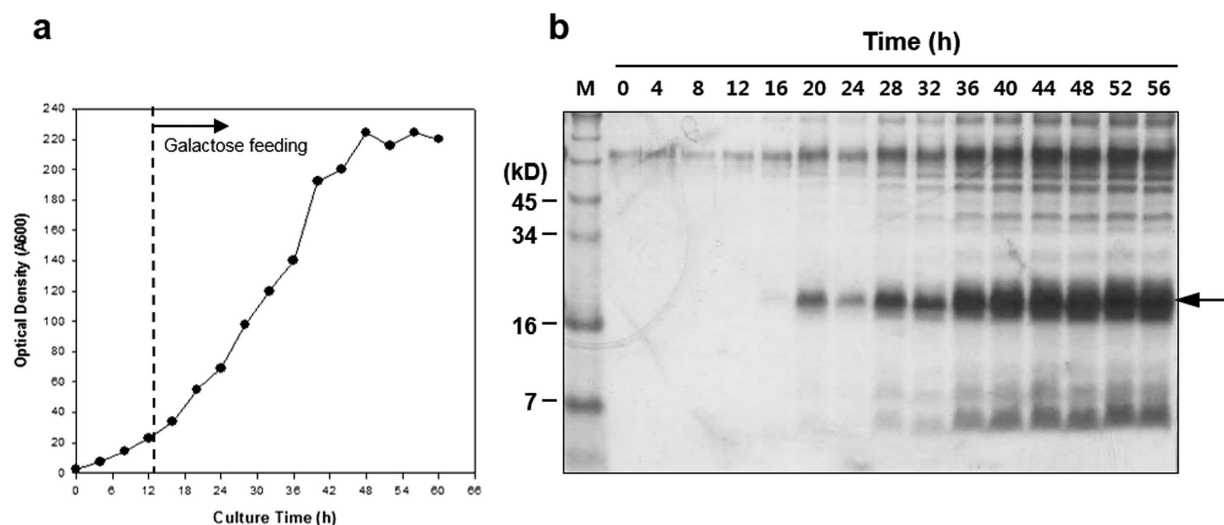 a
240
220
200
180
160
140
120
100
80
60
40
20
0
Optical Density (A600)
Galactose feeding
0 6 12 18 24 30 36 42 48 54 60 66
Culture Time (h)
b
Time (h)
M 0 4 8 12 16 20 24 28 32 36 40 44 48 52 56
(kD)
45
34
16
7